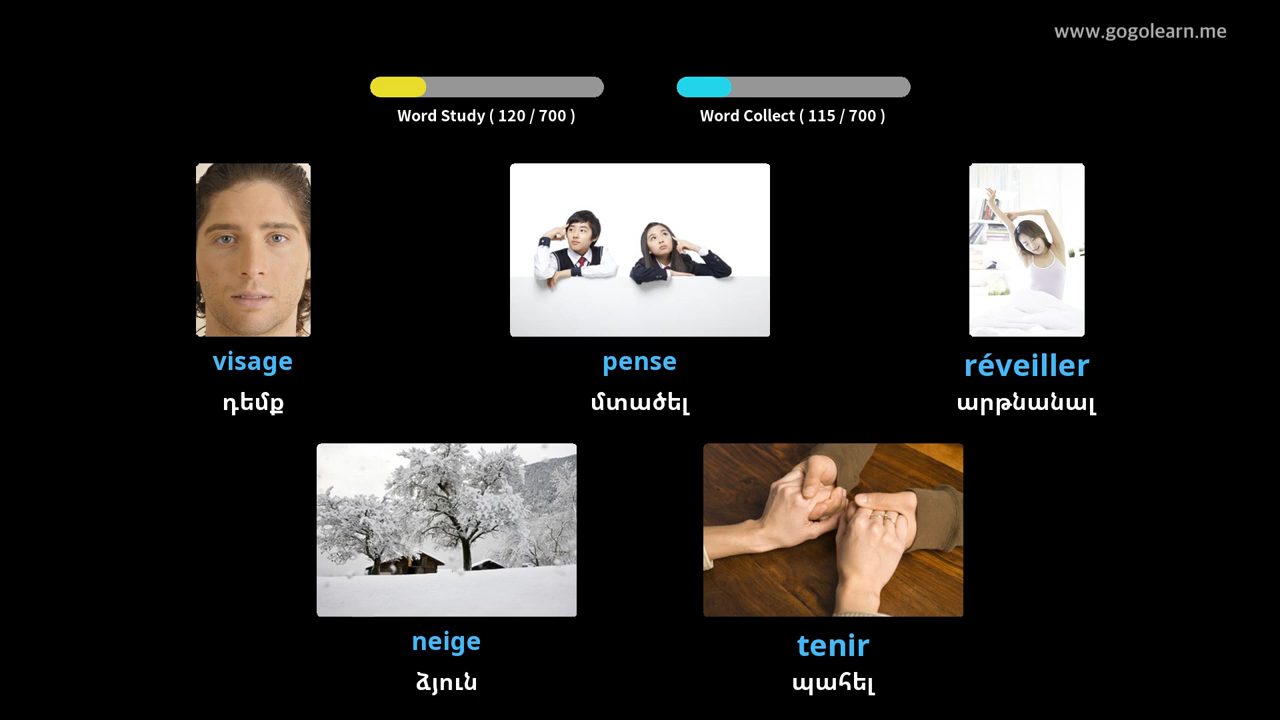 www.gogolearn.me
Word Study ( 120 / 700 )
Word Collect ( 115 / 700 )
visage
դեմք
pense
մտածել
réveiller
արթնանալ
neige
ձյուն
tenir
պահել